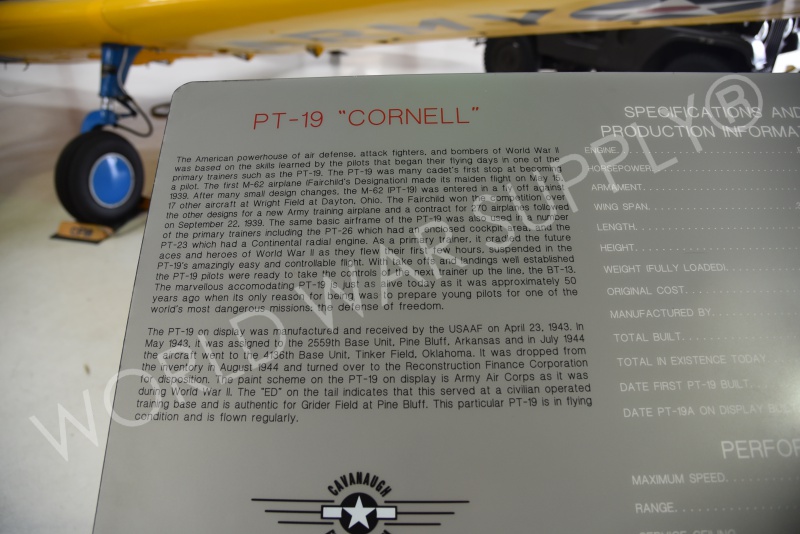 ARMY
PT-19 "CORNELL"
The American powerhouse of air defense, attack fighters, and bombers of World War II
was based on the skills learned by the pilots that began their flying days in one of the
primary trainers such as the PT-19. The PT-19 was many cadet's first stop at becoming
a pilot. The first M-62 airplane (Fairchild's Designation) made its maiden flight on May 15,
1939. After many small design changes, the M-62 (PT-19) was entered in a fly off against
17 other aircraft at Wright Field at Dayton, Ohio. The Fairchild won the competition over
the other designs for a new Army training airplane and a contract for 270 airplanes followed
on September 22, 1939. The same basic airframe of the PT-19 was also used in a number
of the primary trainers including the PT-26 which had an enclosed cockpit area, and the
PT-23 which had a Continental radial engine. As a primary trainer, it carried the future
aces and heroes of World War II as they flew their first few hours, suspended in the
PT-19's amazingly easy and controllable flight. With take offs and landings well established
the PT-19 pilots were ready to take the controls of the next trainer up the line, the BT-13.
The marvellous accomodating PT-19 is just as alive today as it was approximately 50
years ago when its only reason for life was to prepare young pilots for one of the
world's most dangerous missions, the defense of freedom.
The PT-19 on display was manufactured and received by the USAAF on April 23, 1943. In
May 1943, it was assigned to the 2559th Base Unit, Pine Bluff, Arkansas and in July 1944
the aircraft went to the 4136th Base Unit, Tinker Field, Oklahoma. It was dropped from
the inventory in August 1944 and turned over to the Reconstruction Finance Corporation
for disposition. The paint scheme on the PT-19 on display is Army Air Corps as it was
during World War II. The "ED" on the tail indicates that this served at a civilian operated
training base and is authentic for Grider Field at Pine Bluff. This particular PT-19 is in flying
condition and is flown regularly.
CAVANAUGH
SPECIFICATIONS AND
PRODUCTION INFORMA
ENGINE
HORSEPOWER
ARMAMENT
WING SPAN
LENGTH
HEIGHT
WEIGHT (FULLY LOADED)
ORIGINAL COST
MANUFACTURED BY
TOTAL BUILT
TOTAL IN EXISTENCE TODAY
DATE FIRST PT-19 BUILT
DATE PT-19A ON DISPLAY BUILT
PERFOR
MAXIMUM SPEED
RANGE
SERVICE CEILING
WORLD WAR SUPPLY®